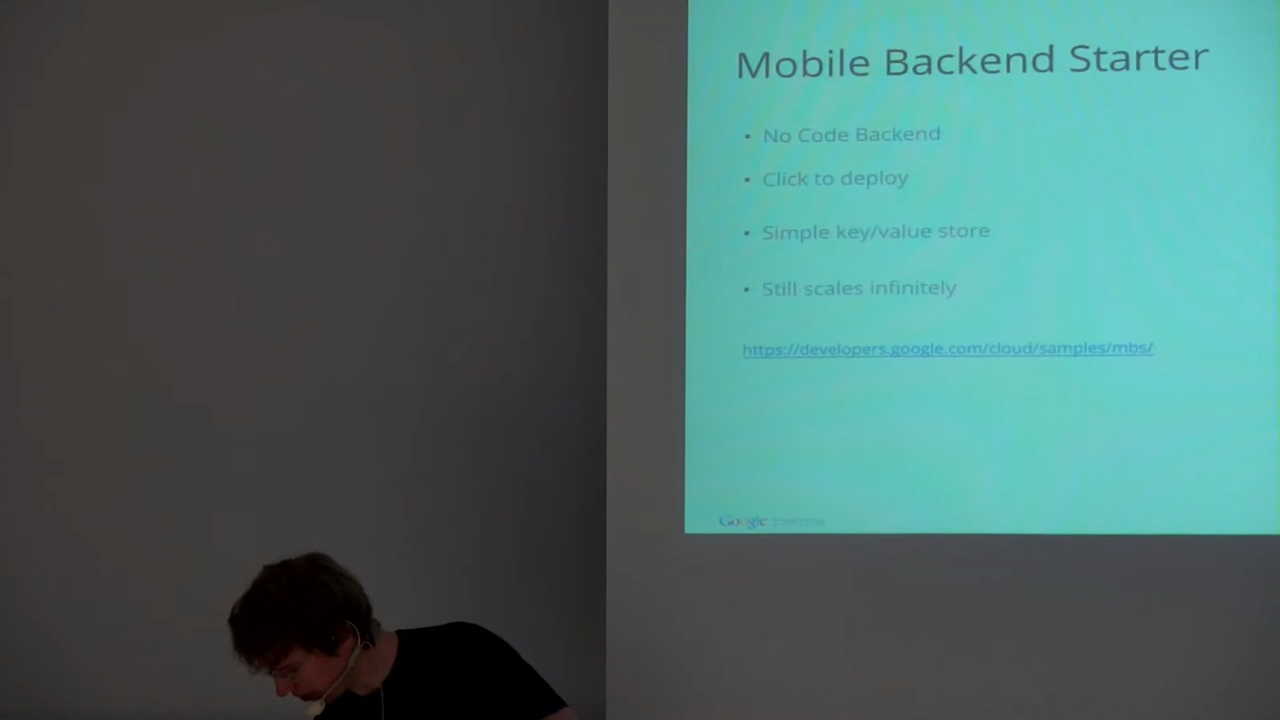 Mobile Backend Starter
• No Code Backend
• Click to deploy
• Simple key/value store
• Still scales infinitely
https://developers.google.com/cloud/samples/mbs/
Google